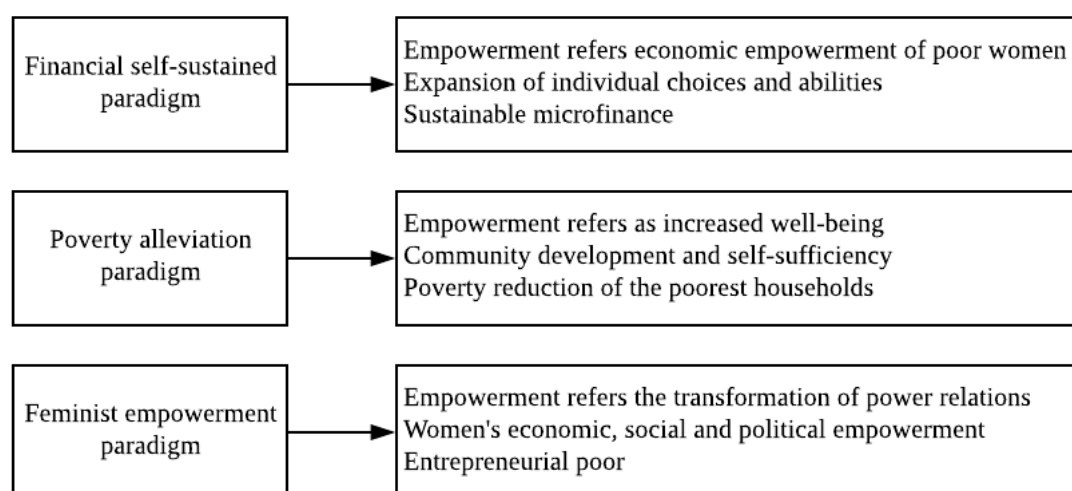 Financial self-sustained
paradigm
Empowerment refers economic empowerment of poor women
Expansion of individual choices and abilities
Sustainable microfinance
Poverty alleviation
paradigm
Empowerment refers as increased well-being
Community development and self-sufficiency
Poverty reduction of the poorest households
Feminist empowerment
paradigm
Empowerment refers the transformation of power relations
Women's economic, social and political empowerment
Entrepreneurial poor